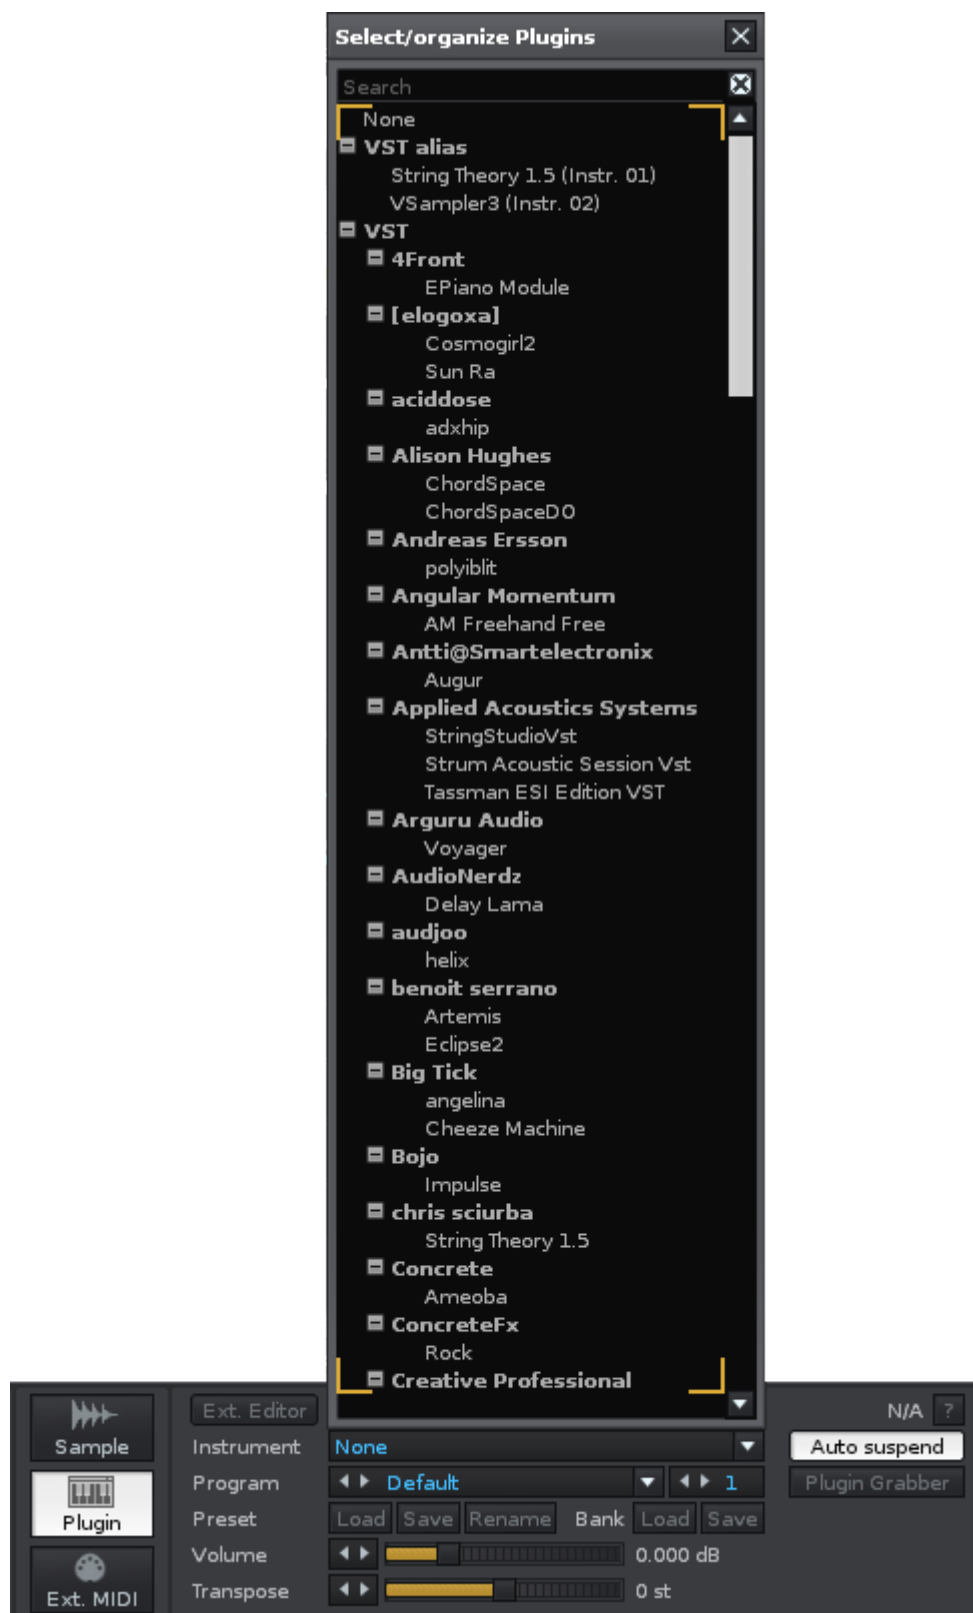 Select/organize Plugins
Search
None
VST alias
String Theory 1.5 (Instr. 01)
VSampler3 (Instr. 02)
VST
4Front
EPiano Module
[elogoxa]
Cosmogirl2
Sun Ra
aciddose
adxhip
Alison Hughes
ChordSpace
ChordSpaceDO
Andreas Ersson
polyiblit
Angular Momentum
AM Freehand Free
Antti@Smartelectronix
Augur
Applied Acoustics Systems
StringStudioVst
Strum Acoustic Session Vst
Tassman ESI Edition VST
Arguru Audio
Voyager
AudioNerdz
Delay Lama
audjoo
helix
benoit serrano
Artemis
Eclipse2
Big Tick
angelina
Cheeze Machine
Bojo
Impulse
chris sciurba
String Theory 1.5
Concrete
Ameoba
ConcreteFx
Rock
Creative Professional
Ext. Editor N/A ?
Sample Instrument None Auto suspend
Program Default 1 Plugin Grabber
Plugin Preset Load Save Rename Bank Load Save
Volume 0.000 dB
Ext. MIDI Transpose 0 st